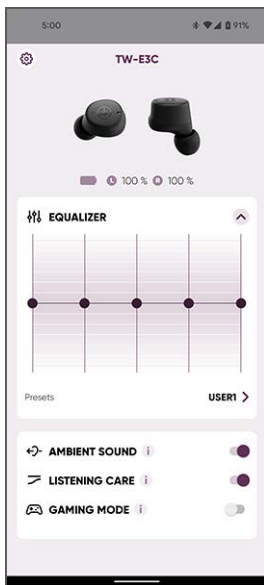 5:00 91%
TW-E3C
L 100 % R 100 %
EQUALIZER
Presets USER1
AMBIENT SOUND i
LISTENING CARE i
GAMING MODE i